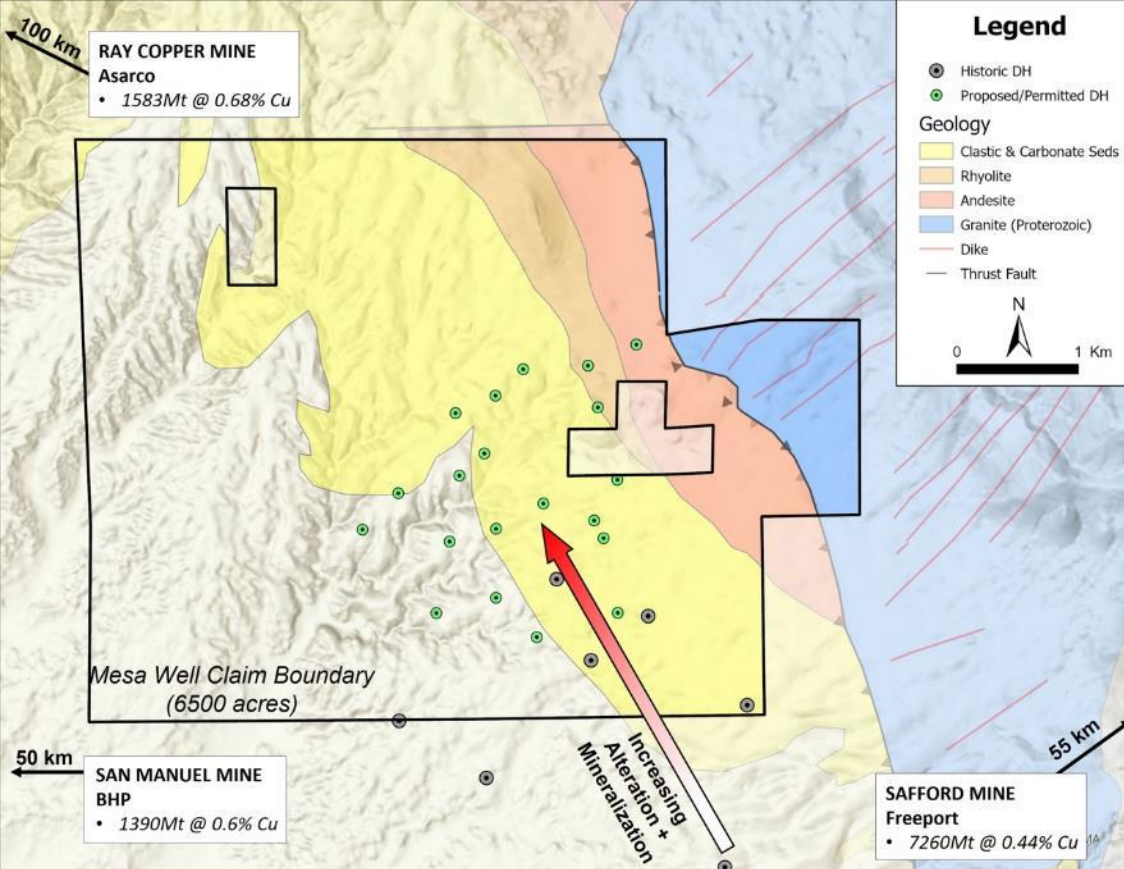 100 km
RAY COPPER MINE
Asarco
• 1583Mt @ 0.68% Cu
Legend
Historic DH
Proposed/Permitted DH
Geology
Clastic & Carbonate Seds
Rhyolite
Andesite
Granite (Proterozoic)
Dike
Thrust Fault
N
0 1 Km
Mesa Well Claim Boundary
(6500 acres)
50 km
SAN MANUEL MINE
BHP
• 1390Mt @ 0.6% Cu
Increasing
Alteration +
Mineralization
55 km
SAFFORD MINE
Freeport
• 7260Mt @ 0.44% Cu